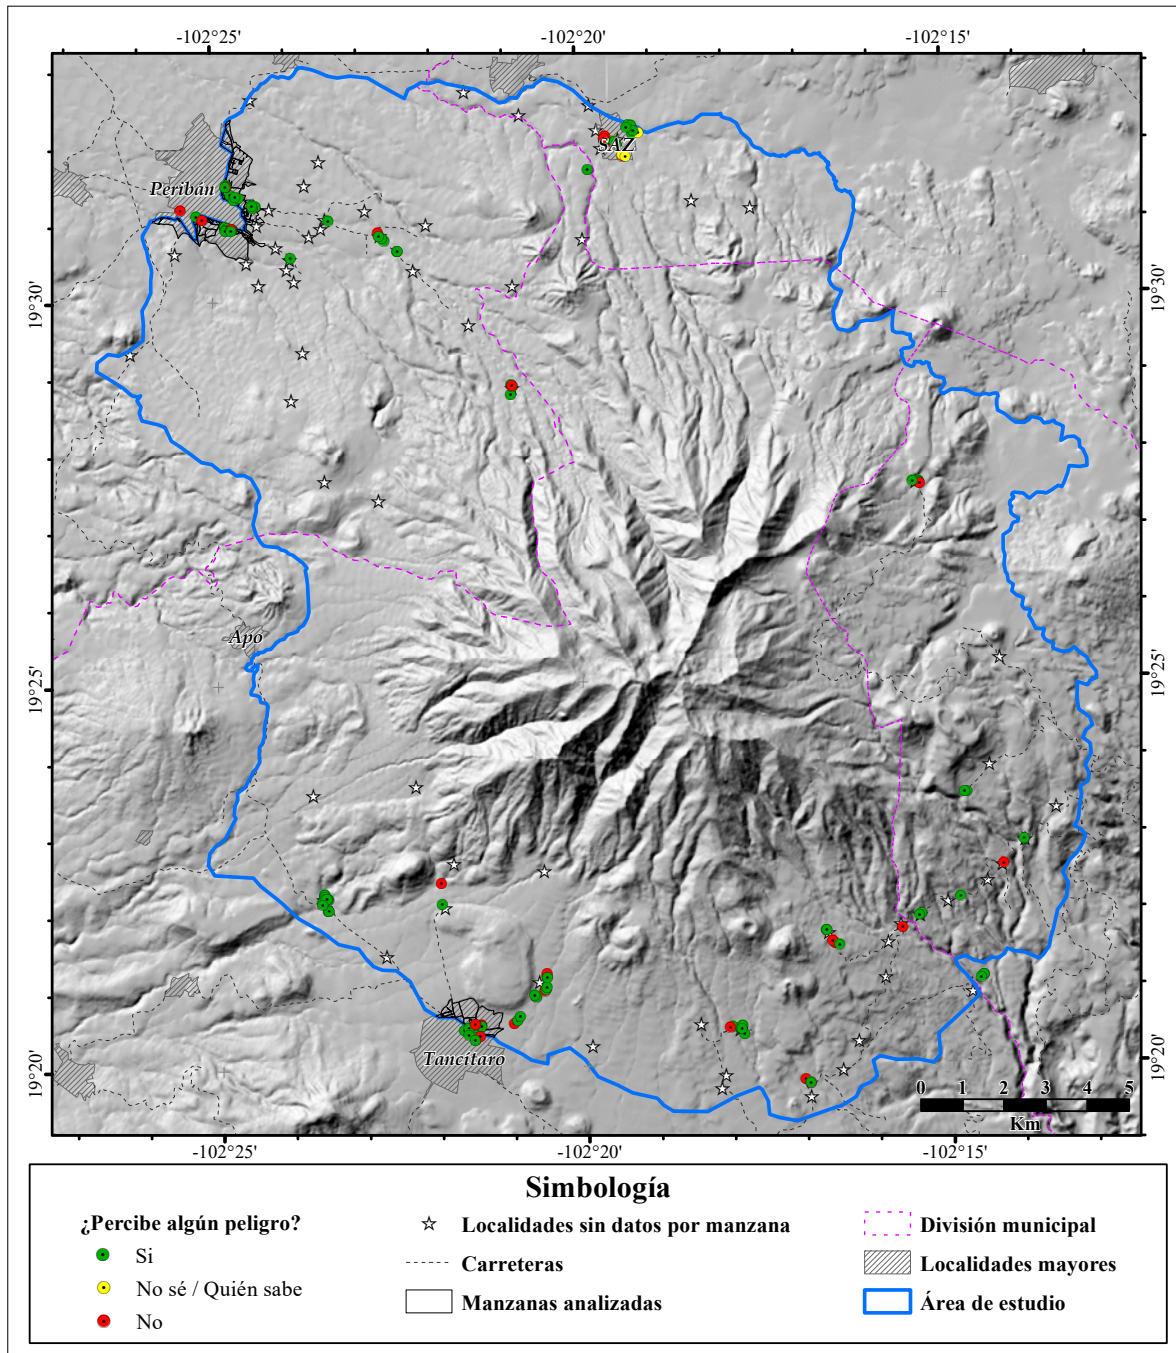 -102°25' -102°20' -102°15'
SAZ
Peribán
19°30' 19°30'
Apo
19°25' 19°25'
Tancítaro
19°20' 19°20'
0 1 2 3 4 5
Km
-102°25' -102°20' -102°15'
Simbología
¿Percibe algún peligro?
Si
No sé / Quién sabe
No
Localidades sin datos por manzana
Carreteras
Manzanas analizadas
División municipal
Localidades mayores
Área de estudio